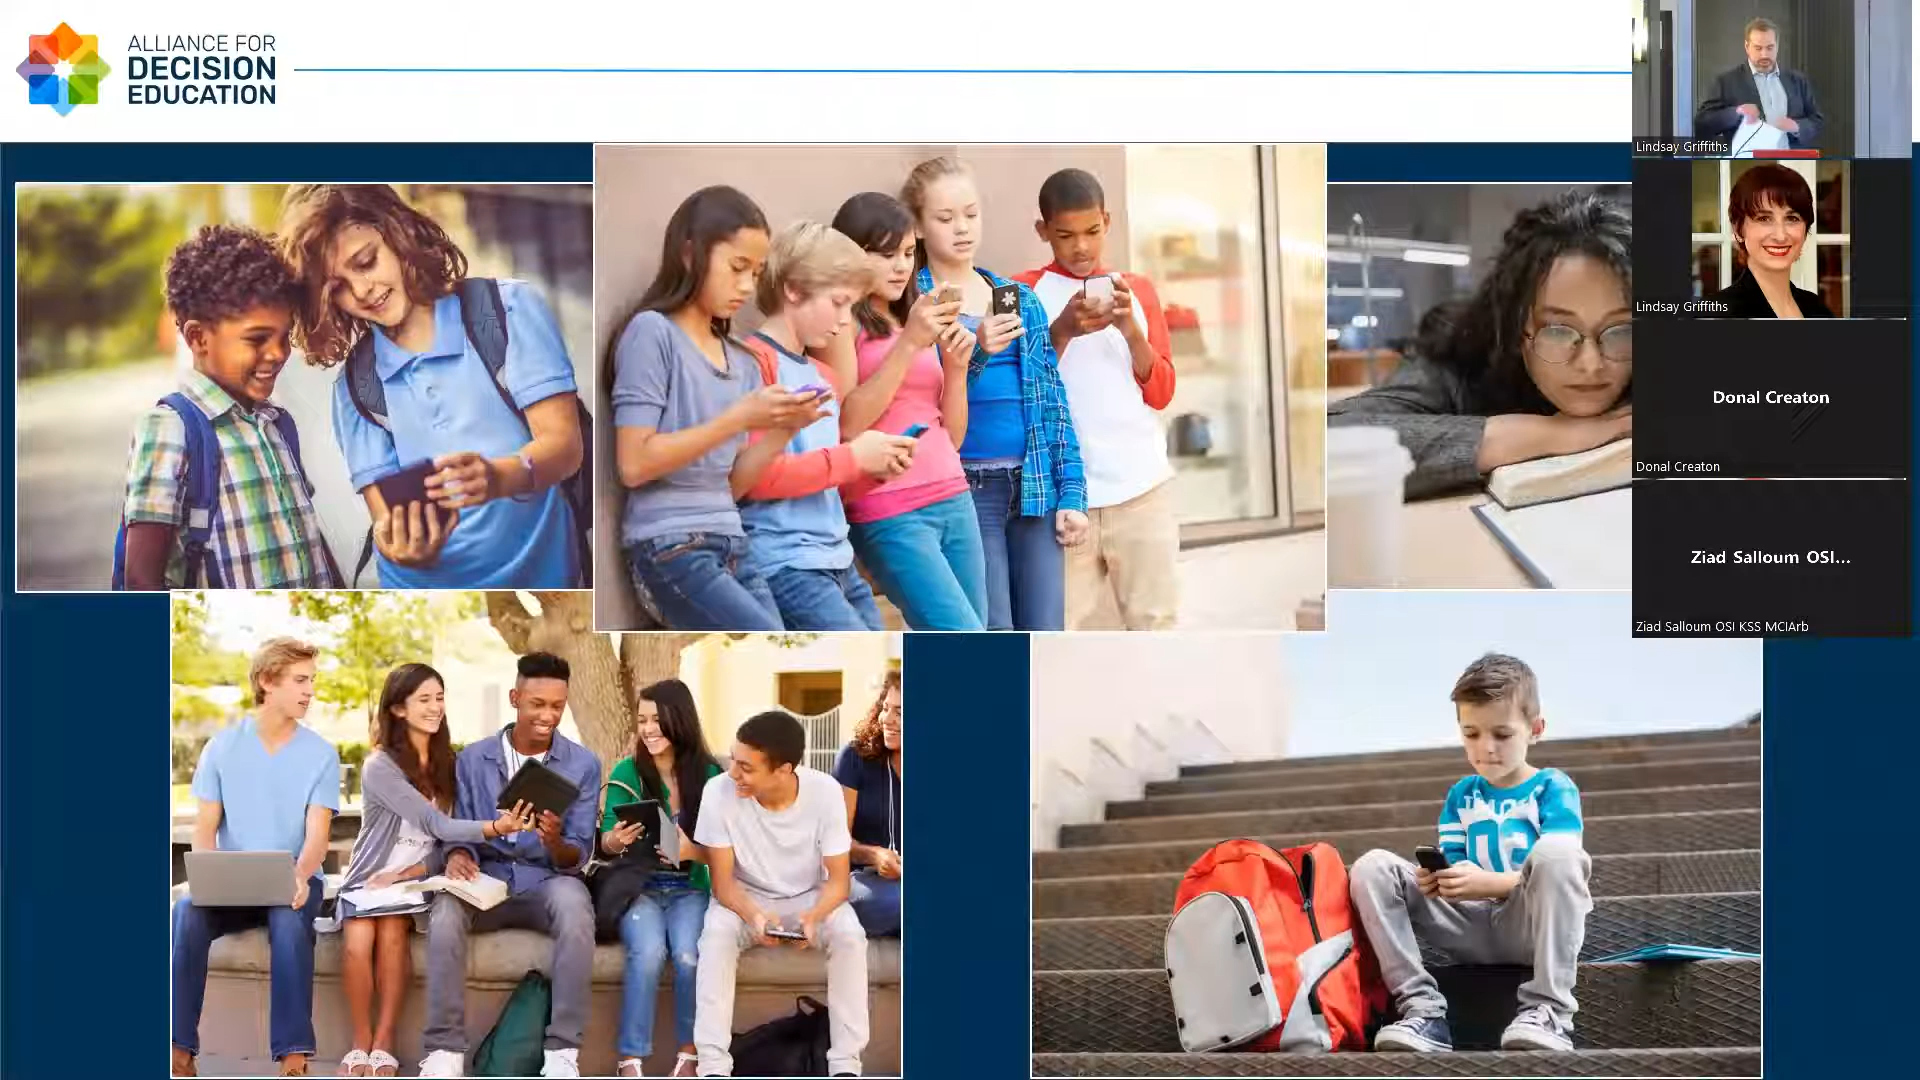 ALLIANCE FOR
DECISION
EDUCATION
Lindsay Griffiths
Lindsay Griffiths
Donal Creaton
Donal Creaton
Ziad Salloum OSI...
Ziad Salloum OSI KSS MCIArb